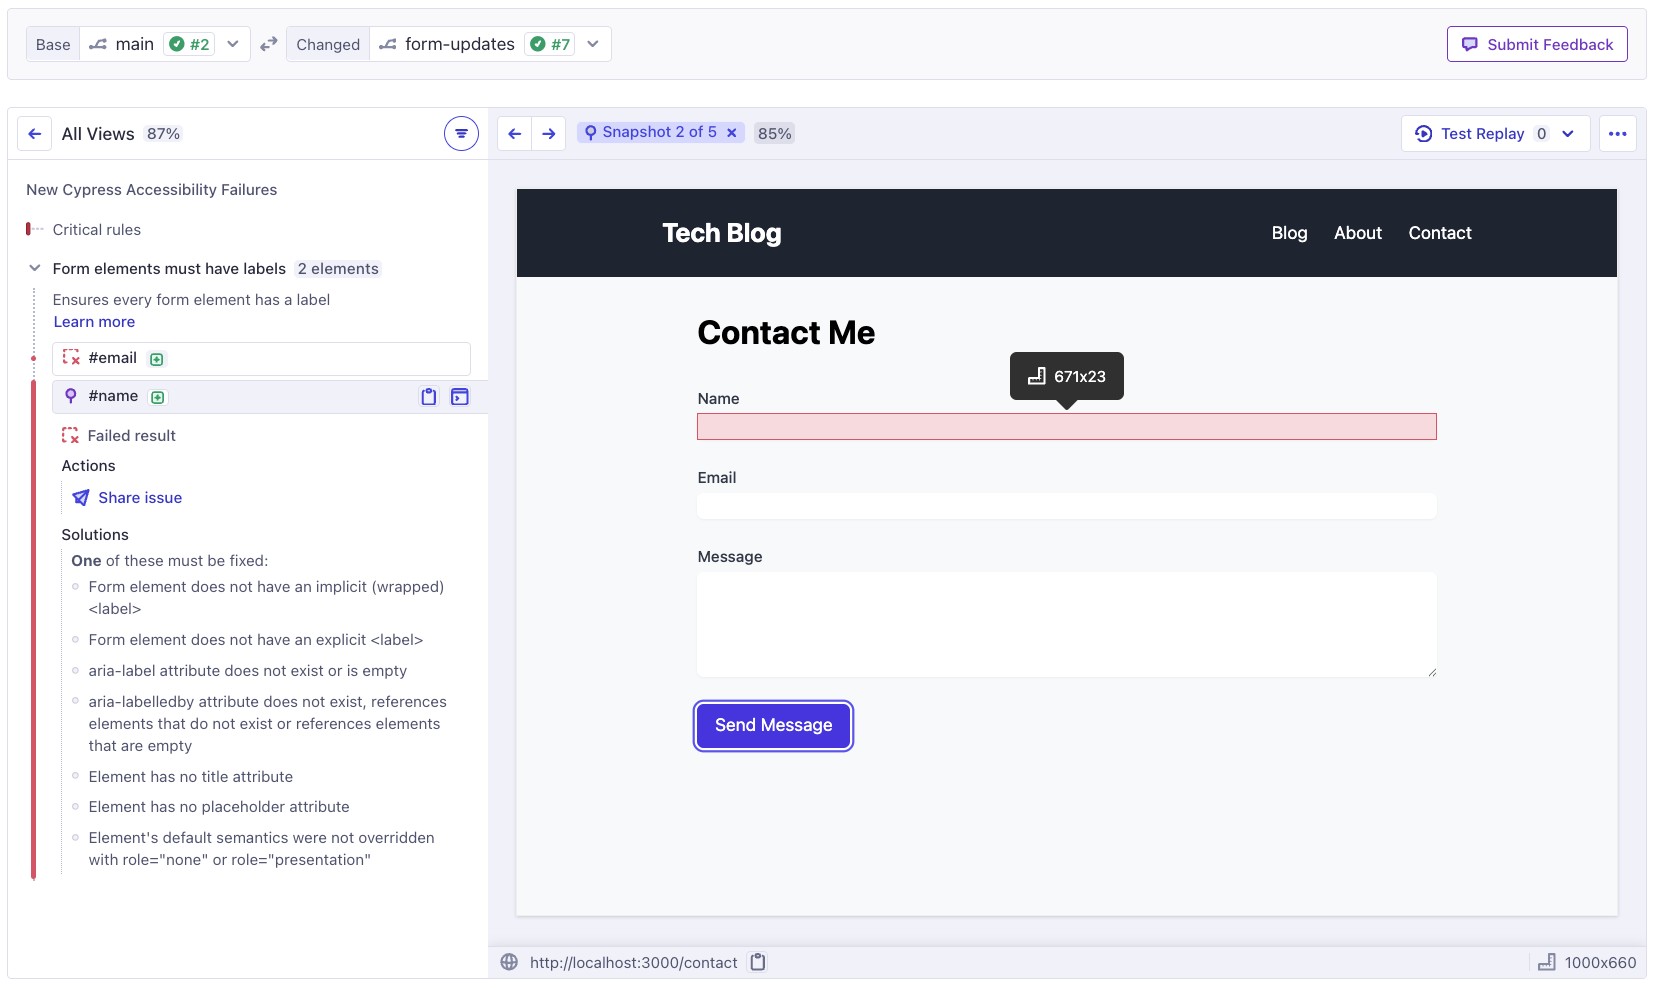 Base main #2 Changed form-updates #7 Submit Feedback
All Views 87%
New Cypress Accessibility Failures
Critical rules
Form elements must have labels 2 elements
Ensures every form element has a label
Learn more
#email
#name
Failed result
Actions
Share issue
Solutions
One of these must be fixed:
Form element does not have an implicit (wrapped)
<label>
Form element does not have an explicit <label>
aria-label attribute does not exist or is empty
aria-labelledby attribute does not exist, references
elements that do not exist or references elements
that are empty
Element has no title attribute
Element has no placeholder attribute
Element's default semantics were not overridden
with role="none" or role="presentation"
Snapshot 2 of 5 85% Test Replay 0
Tech Blog Blog About Contact
Contact Me
671x23
Name
Email
Message
Send Message
http://localhost:3000/contact 1000x660